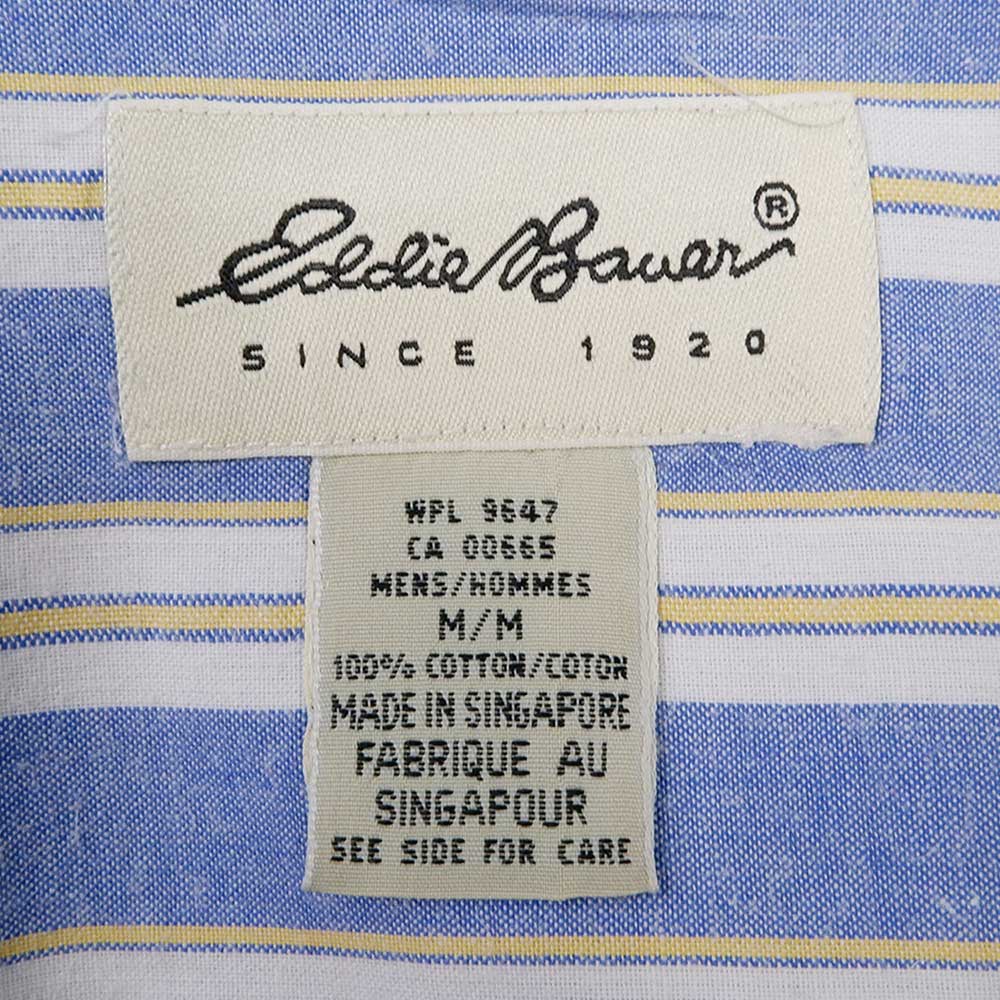 Eddie Bauer®
SINCE 1920
WPL 9647
CA 00665
MENS/HOMMES
M/M
100% COTTON/COTON
MADE IN SINGAPORE
FABRIQUE AU
SINGAPOUR
SEE SIDE FOR CARE